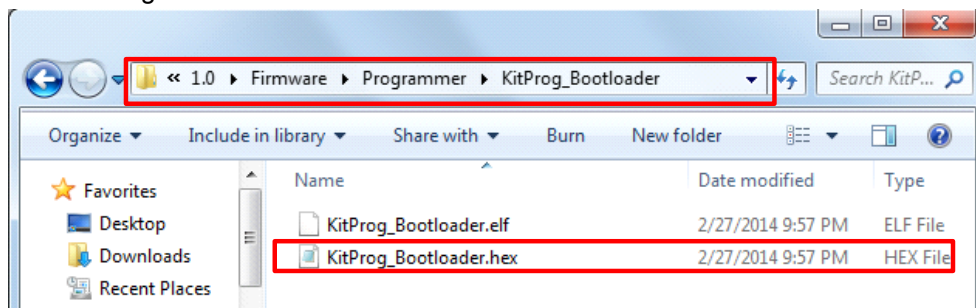 « 1.0 ▸ Firmware ▸ Programmer ▸ KitProg_Bootloader Search KitP...
Organize Include in library Share with Burn New folder
Favorites Name Date modified Type
Desktop KitProg_Bootloader.elf 2/27/2014 9:57 PM ELF File
Downloads KitProg_Bootloader.hex 2/27/2014 9:57 PM HEX File
Recent Places